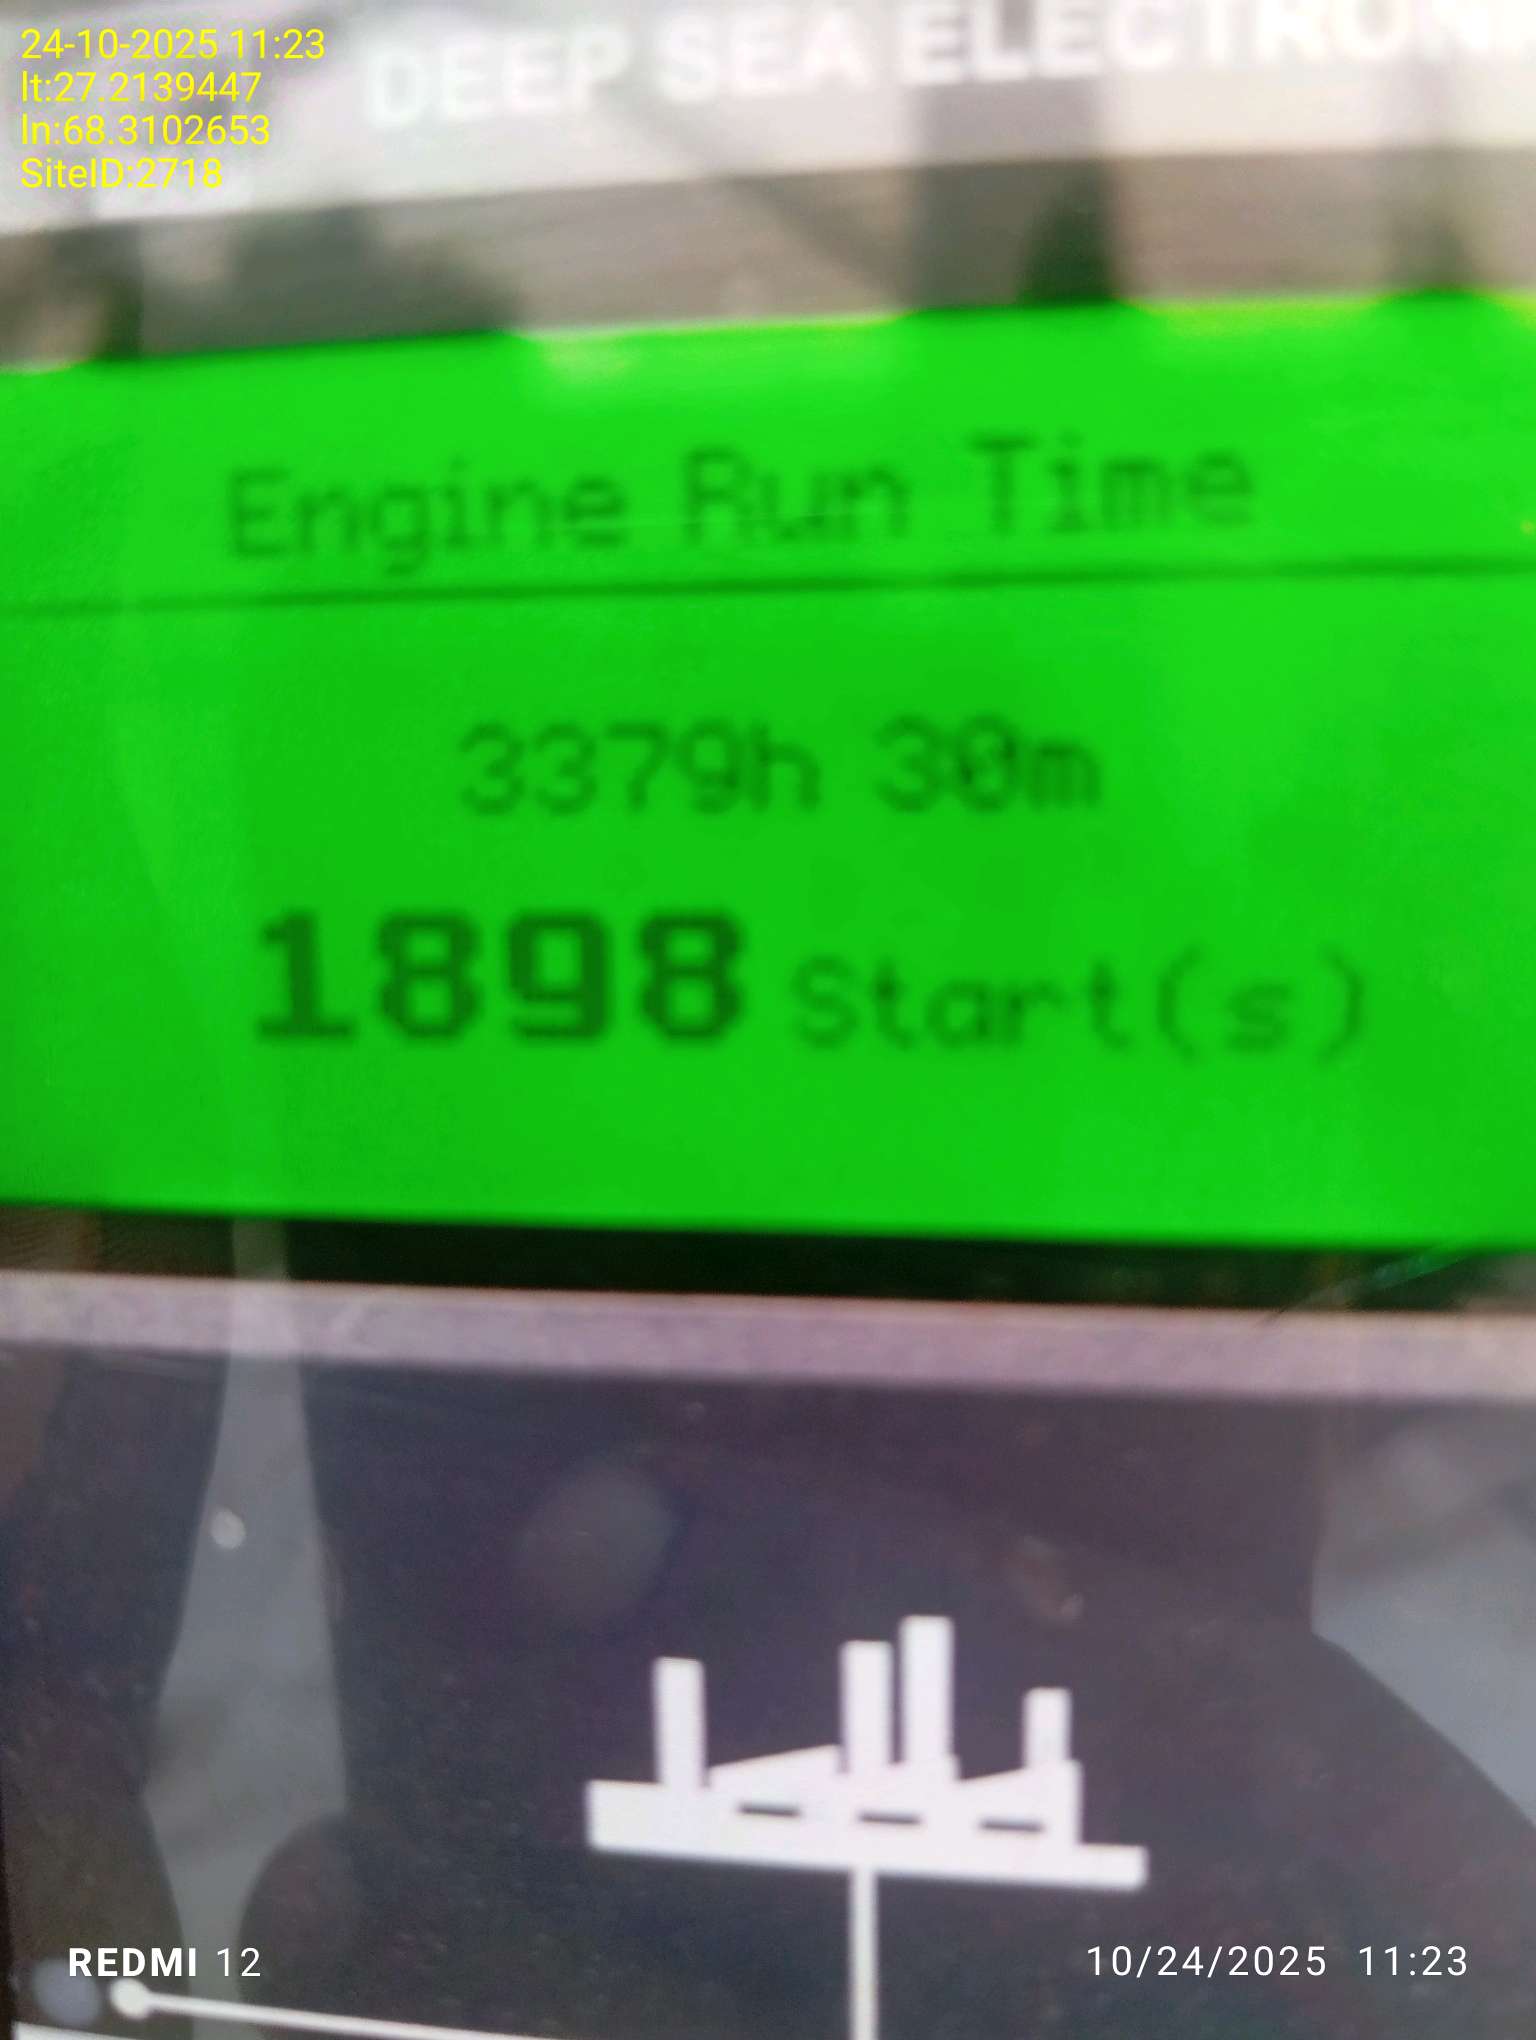 24-10-2025 11:23
lt:27.2139447
ln:68.3102653
SiteID:2718
DEEP SEA ELECTRON
Engine Run Time
3379h 30m
1898 Start(s)
REDMI 12
10/24/2025 11:23